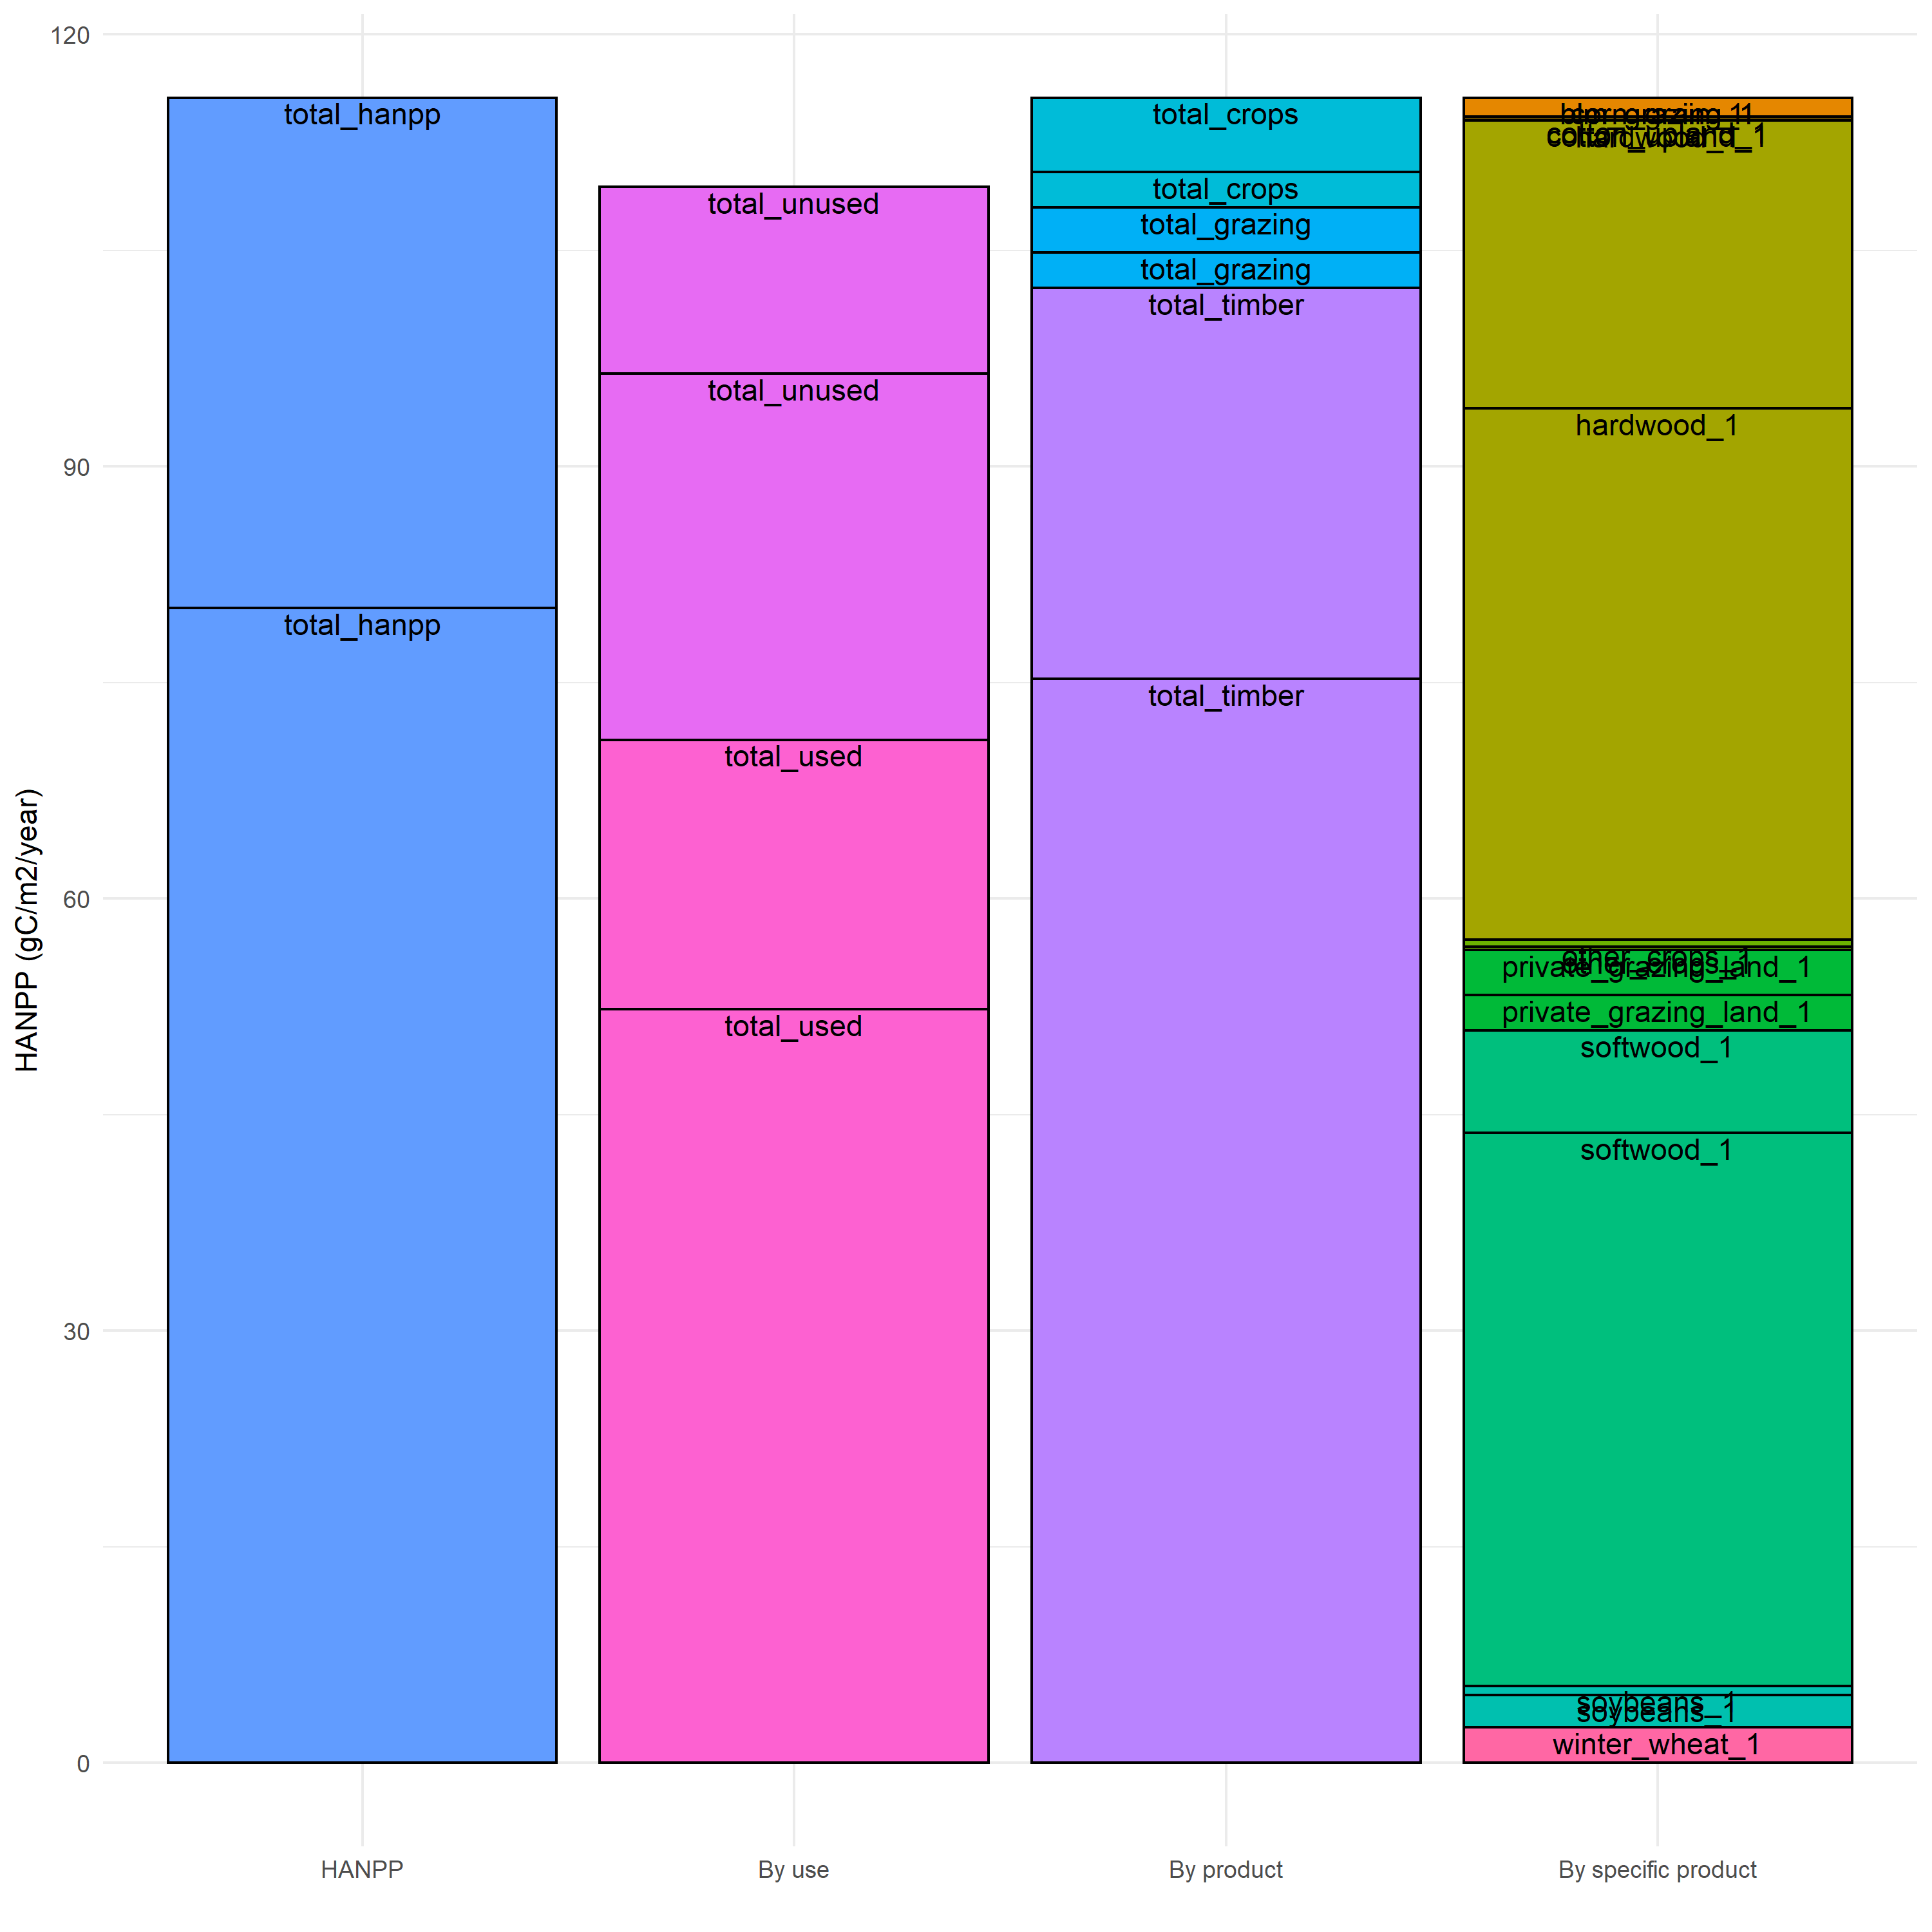 120
90
60
30
0
HANPP (gC/m2/year)
total_hanpp
total_hanpp
total_unused
total_unused
total_used
total_used
total_crops
total_crops
total_grazing
total_grazing
total_timber
total_timber
hardwood_1
hardwood_1
other_crops_1
private_grazing_land_1
private_grazing_land_1
softwood_1
softwood_1
soybeans_1
soybeans_1
winter_wheat_1
HANPP
By use
By product
By specific product